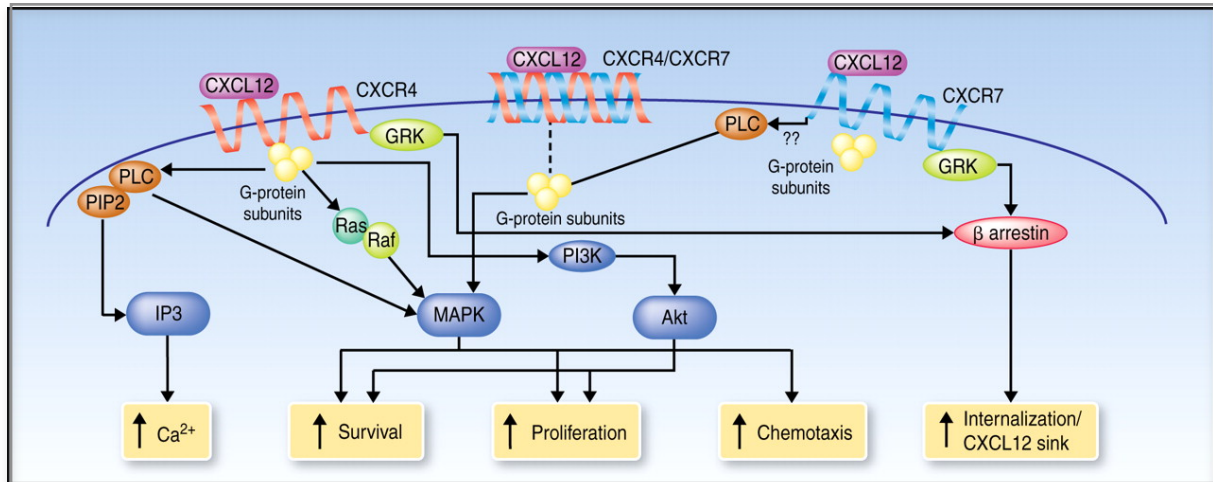 CXCL12
CXCR4
CXCL12
CXCR4/CXCR7
CXCL12
CXCR7
GRK
PLC
??
PLC
PIP2
G-protein
subunits
G-protein subunits
G-protein
subunits
GRK
Ras
Raf
PI3K
β arrestin
IP3
MAPK
Akt
Ca²⁺
Survival
Proliferation
Chemotaxis
Internalization/
CXCL12 sink